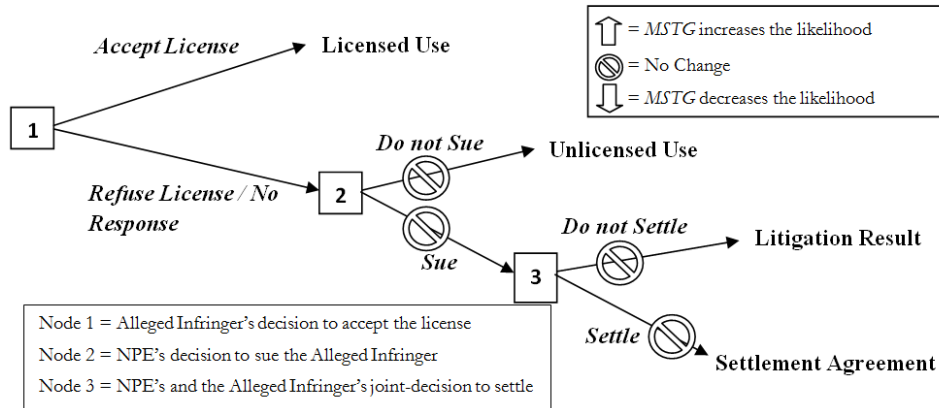 Accept License
Licensed Use
= MSTG increases the likelihood
= No Change
= MSTG decreases the likelihood
1
Do not Sue
Unlicensed Use
Refuse License / No
Response
2
Sue
Do not Settle
Litigation Result
3
Settle
Settlement Agreement
Node 1 = Alleged Infringer's decision to accept the license
Node 2 = NPE's decision to sue the Alleged Infringer
Node 3 = NPE's and the Alleged Infringer's joint-decision to settle